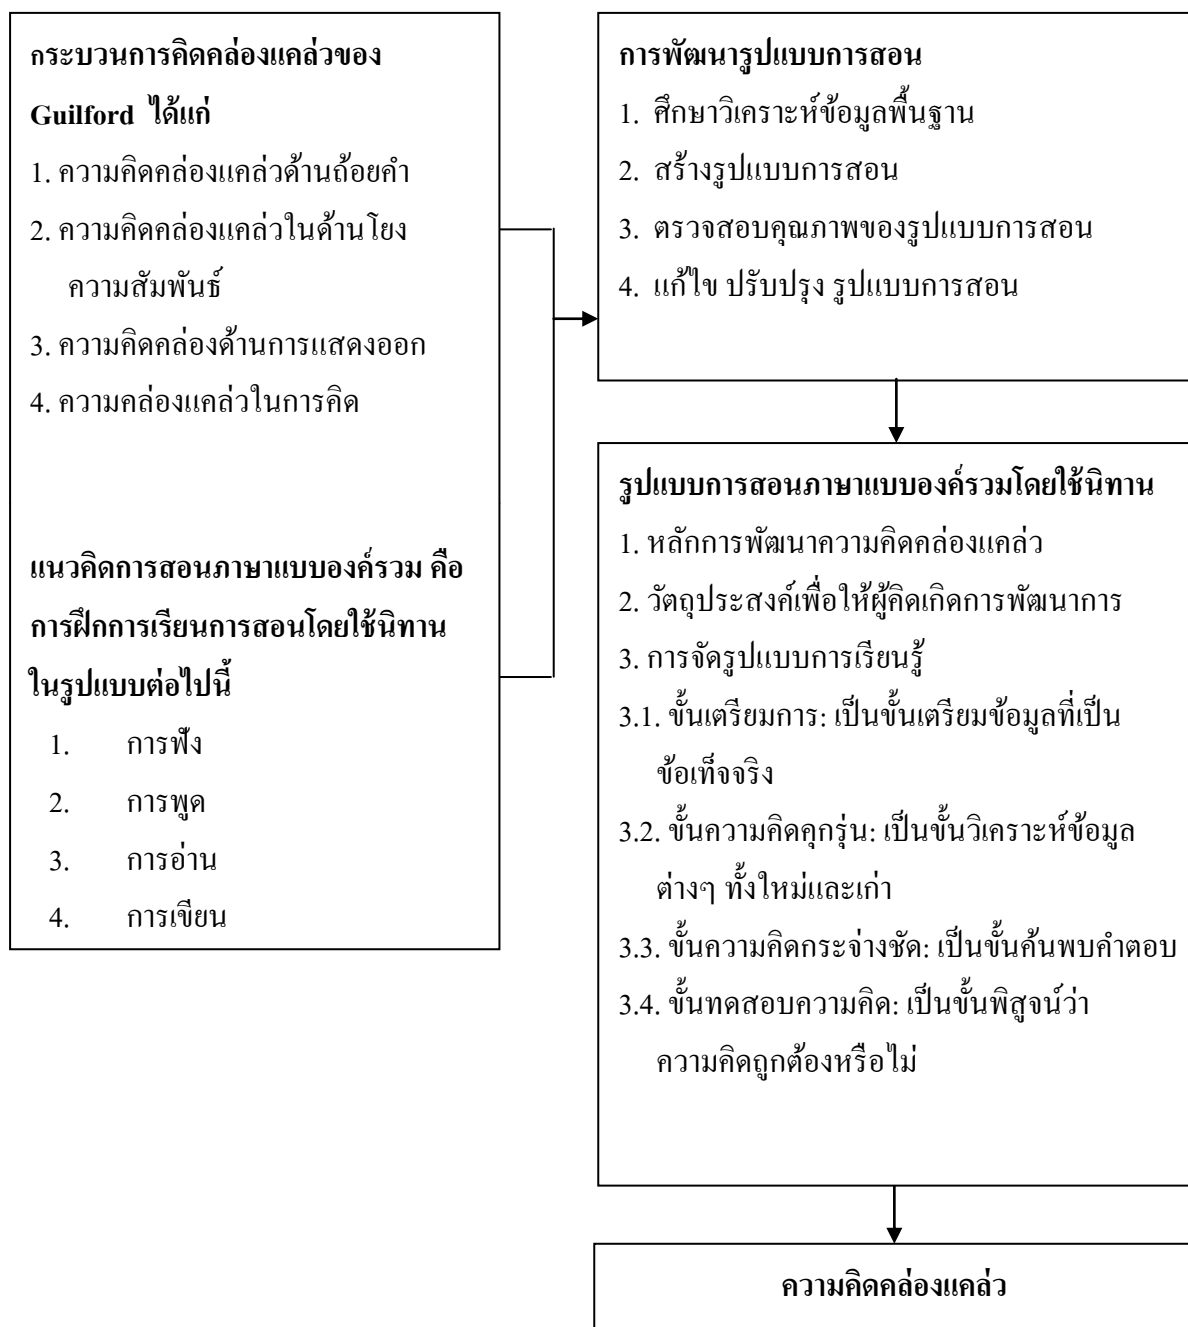 กระบวนการคิดคล่องแคล่วของ
Guilford ได้แก่
1. ความคิดคล่องแคล่วด้านถ้อยคำ
2. ความคิดคล่องแคล่วในด้านโยง
ความสัมพันธ์
3. ความคิดคล่องด้านการแสดงออก
4. ความคล่องแคล่วในการคิด
แนวคิดการสอนภาษาแบบองค์รวม คือ
การฝึกการเรียนการสอนโดยใช้นิทาน
ในรูปแบบต่อไปนี้
1. การฟัง
2. การพูด
3. การอ่าน
4. การเขียน
การพัฒนารูปแบบการสอน
1. ศึกษาวิเคราะห์ข้อมูลพื้นฐาน
2. สร้างรูปแบบการสอน
3. ตรวจสอบคุณภาพของรูปแบบการสอน
4. แก้ไข ปรับปรุง รูปแบบการสอน
รูปแบบการสอนภาษาแบบองค์รวมโดยใช้นิทาน
1. หลักการพัฒนาความคิดคล่องแคล่ว
2. วัตถุประสงค์เพื่อให้ผู้คิดเกิดการพัฒนาการ
3. การจัดรูปแบบการเรียนรู้
3.1. ขั้นเตรียมการ: เป็นขั้นเตรียมข้อมูลที่เป็น
ข้อเท็จจริง
3.2. ขั้นความคิดคุกรุ่น: เป็นขั้นวิเคราะห์ข้อมูล
ต่างๆ ทั้งใหม่และเก่า
3.3. ขั้นความคิดกระจ่างชัด: เป็นขั้นค้นพบคำตอบ
3.4. ขั้นทดสอบความคิด: เป็นขั้นพิสูจน์ว่า
ความคิดถูกต้องหรือไม่
ความคิดคล่องแคล่ว